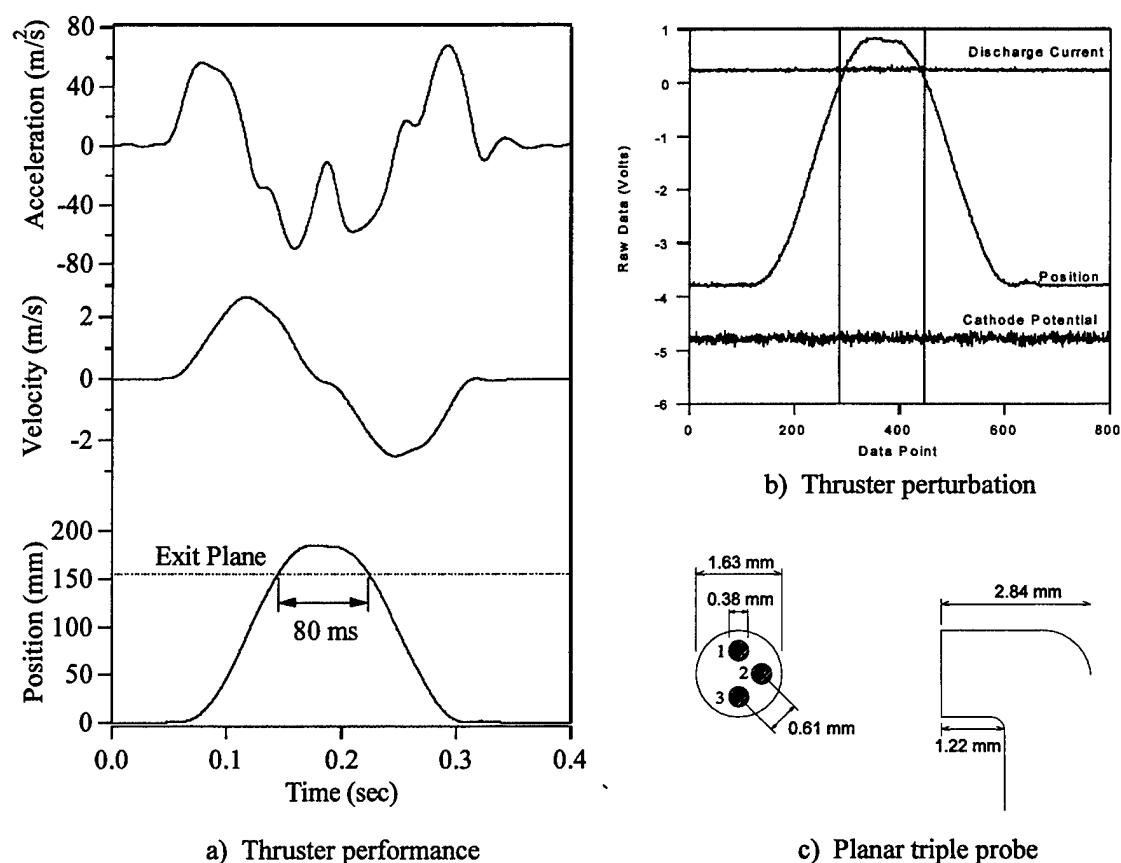 80
40
0
-40
-80
Acceleration (m/s²)
2
0
-2
Velocity (m/s)
200
150
100
50
0
Position (mm)
Exit Plane
80 ms
0.0 0.1 0.2 0.3 0.4
Time (sec)
a) Thruster performance
1
0
-1
-2
-3
-4
-5
-6
Raw Data (Volts)
Discharge Current
Position
Cathode Potential
0 200 400 600 800
Data Point
b) Thruster perturbation
1.63 mm
0.38 mm
1
2
3
0.61 mm
2.84 mm
1.22 mm
c) Planar triple probe